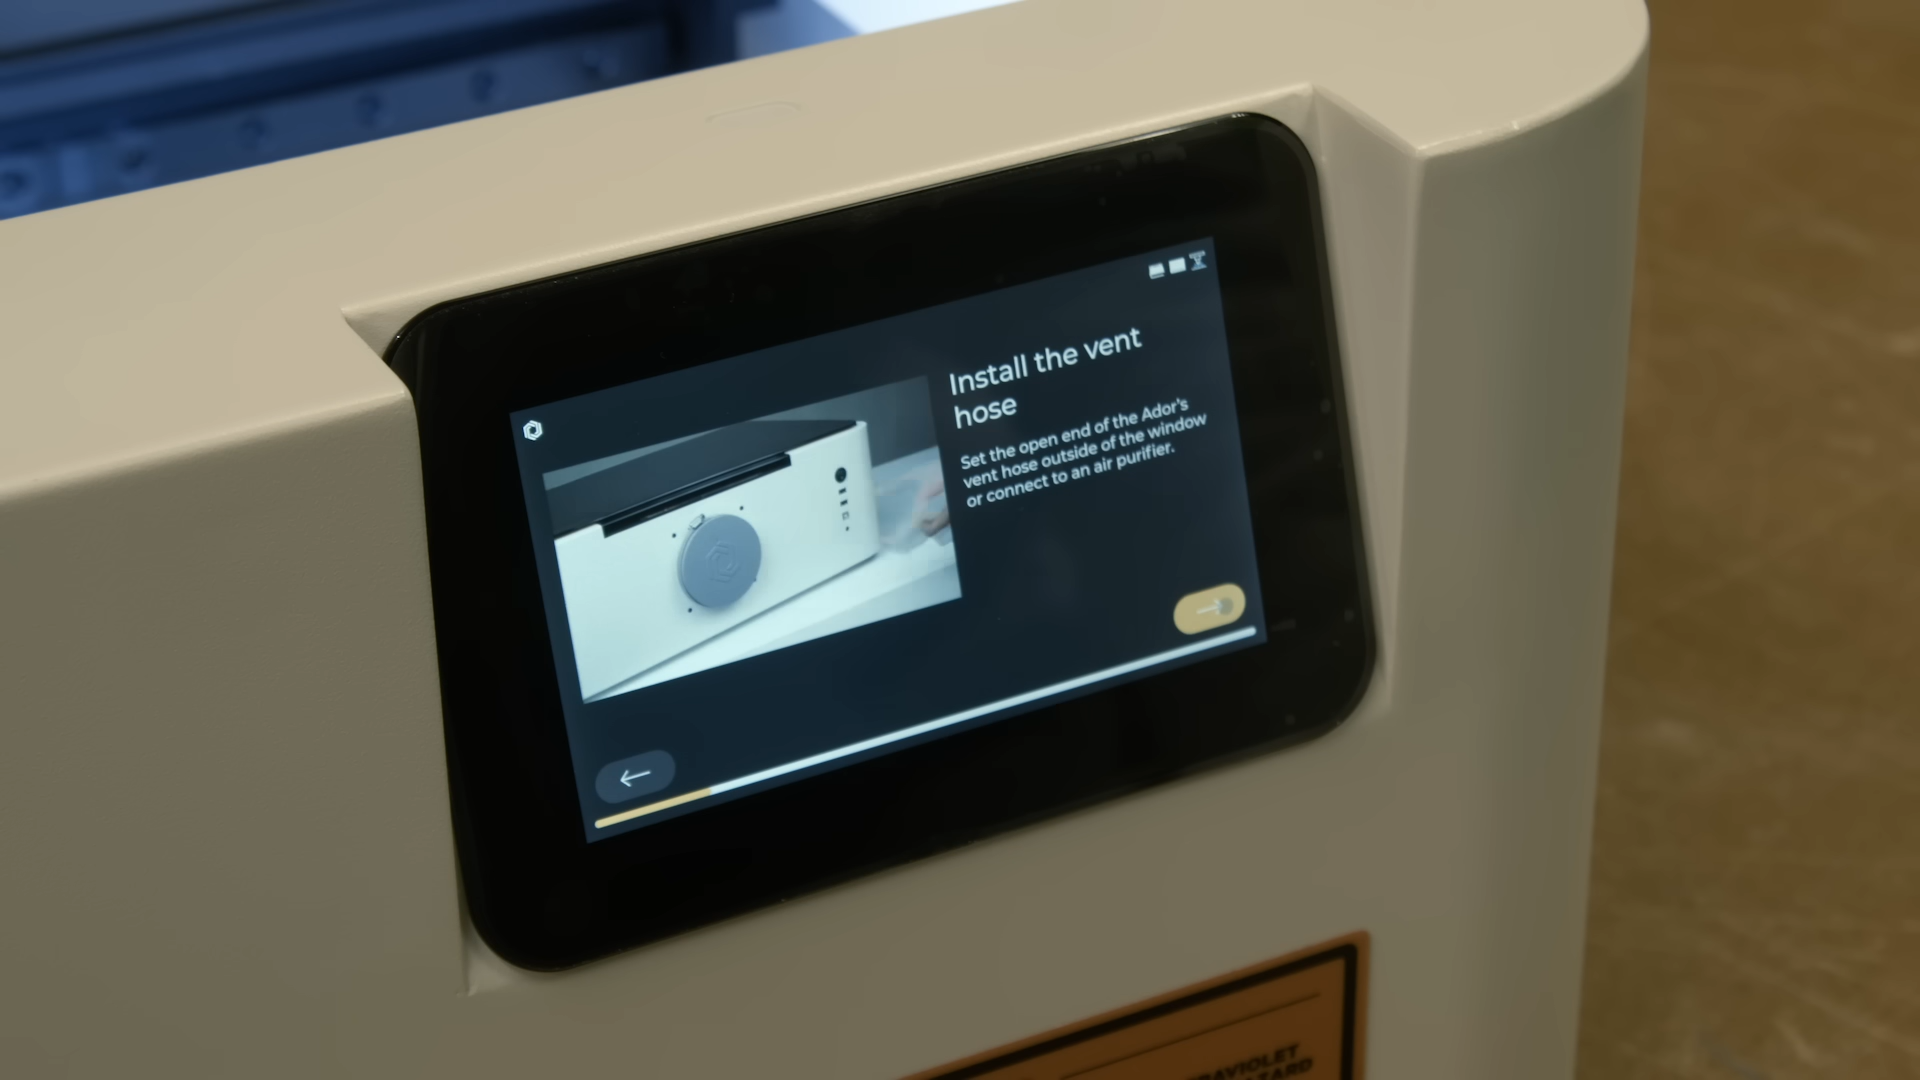 Install the vent
hose
Set the open end of the Ador's
vent hose outside of the window
or connect to an air purifier.